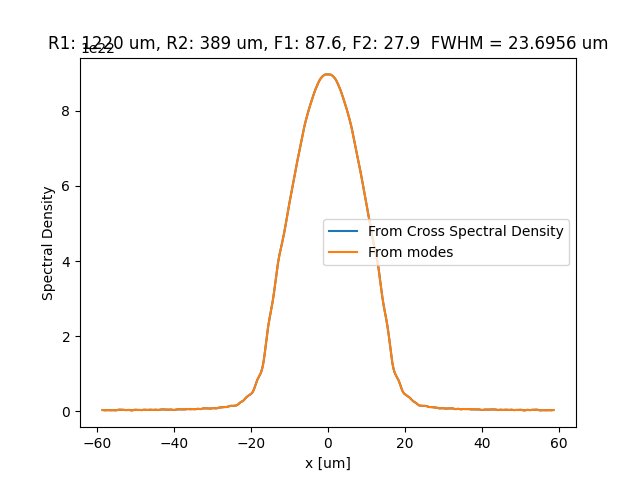 R1: 1220 um, R2: 389 um, F1: 87.6, F2: 27.9  FWHM = 23.6956 um
1e22
8
6
4
2
0
Spectral Density
From Cross Spectral Density
From modes
−60 −40 −20 0 20 40 60
x [um]